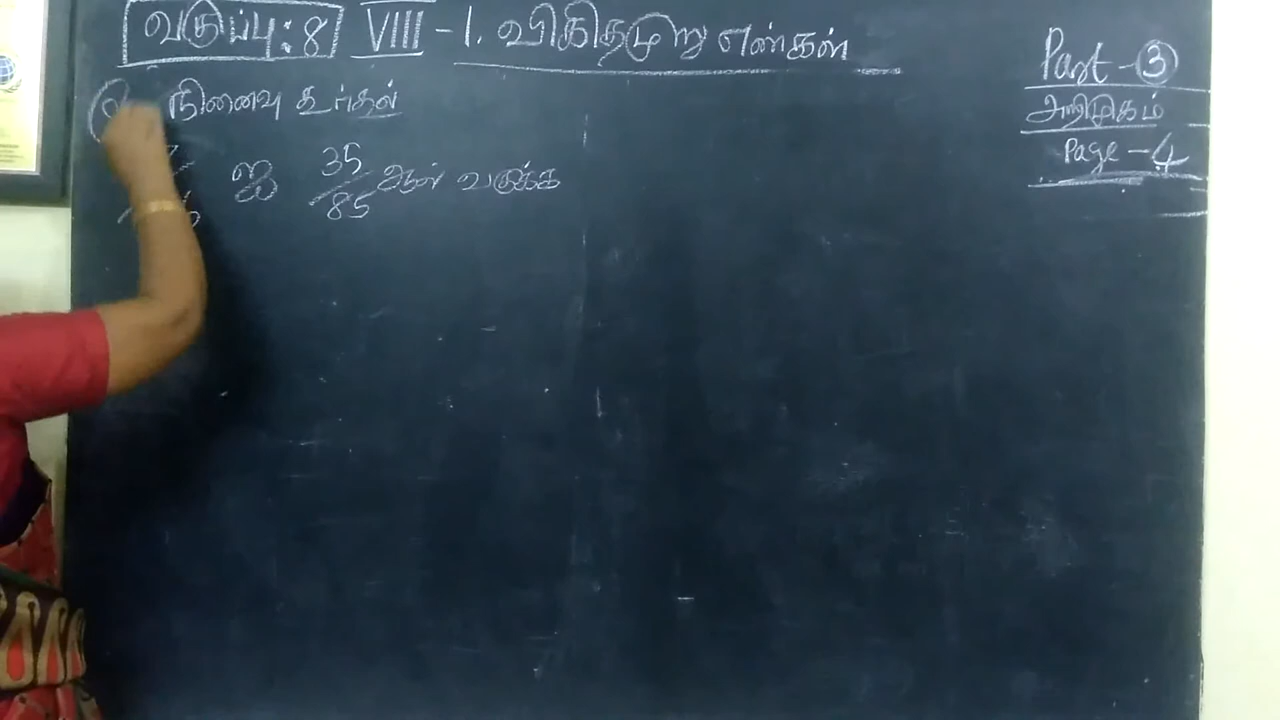 வகுப்பு : 8 VIII - 1. விகிதமுறு எண்கள்
Part - 3
அறிமுகம்
Page - 4
நினைவு கூர்தல்
ஐ 35/85 ஆல் வகுக்க